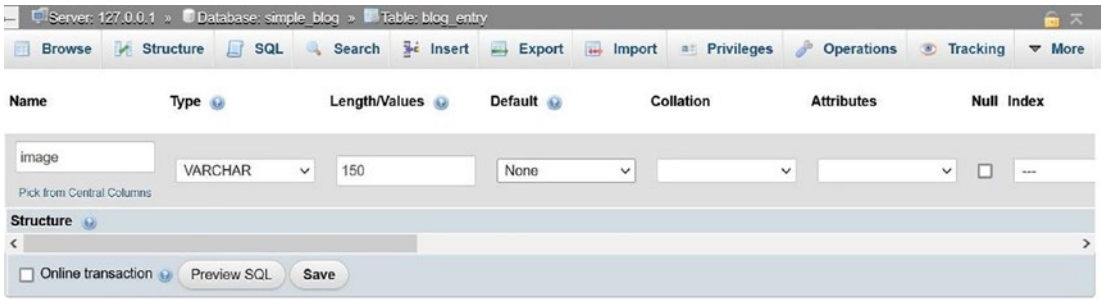 Server: 127.0.0.1 » Database: simple_blog » Table: blog_entry
Browse Structure SQL Search Insert Export Import Privileges Operations Tracking More
Name Type Length/Values Default Collation Attributes Null Index
image VARCHAR 150 None ---
Pick from Central Columns
Structure
Online transaction Preview SQL Save